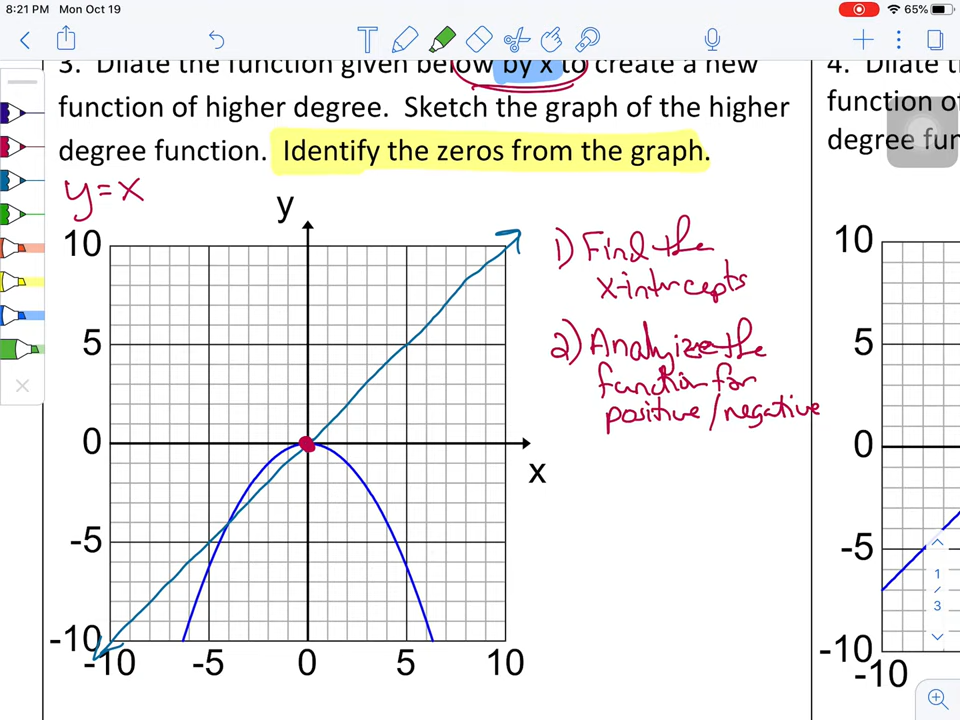 8:21 PM Mon Oct 19
65%
3. Dilate the function given below by x to create a new
function of higher degree. Sketch the graph of the higher
degree function. Identify the zeros from the graph.
y=x
y
10
5
0
-5
-10
-10 -5 0 5 10
x
1) Find the
x-intercepts
2) Analyize the
function for
positive/negative
4. Dilate t
function o
degree fun
10
5
0
-5
-10
-10
1
/
3